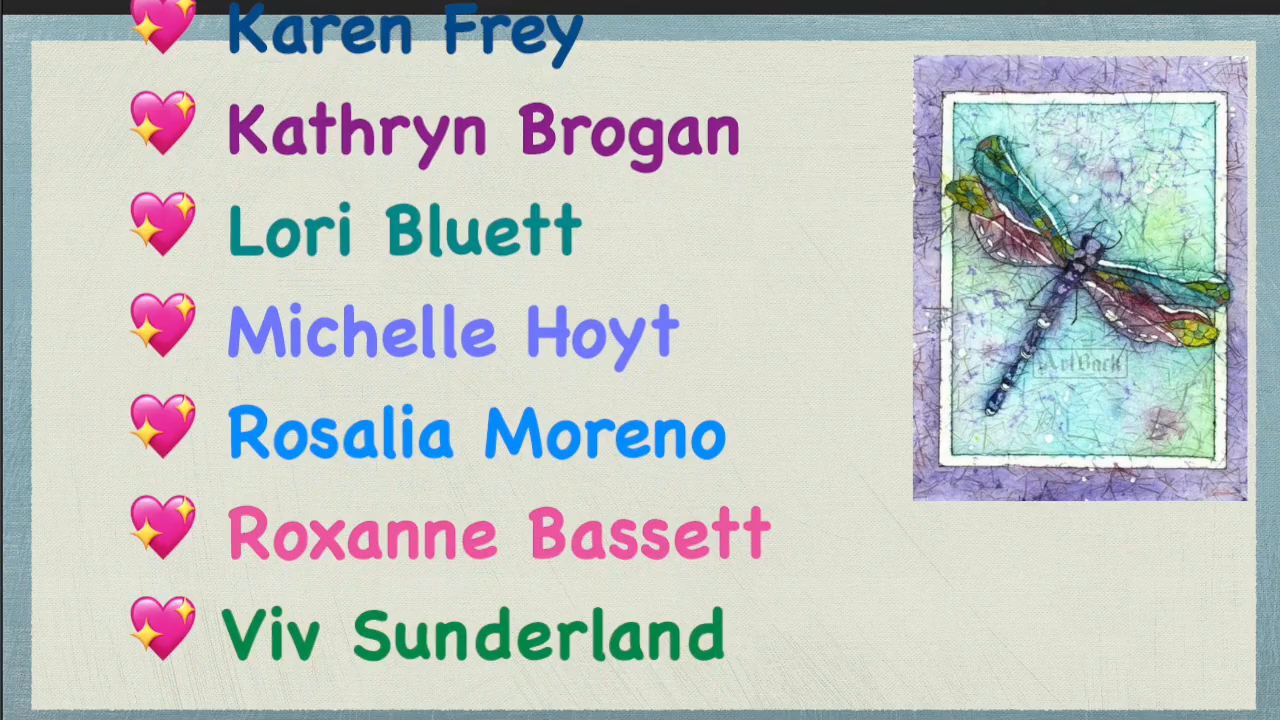 💖 Karen Frey
💖 Kathryn Brogan
💖 Lori Bluett
💖 Michelle Hoyt
💖 Rosalia Moreno
💖 Roxanne Bassett
💖 Viv Sunderland
ArtBack